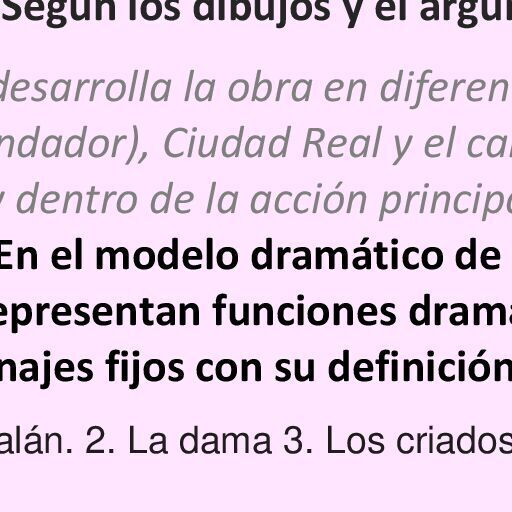 Según los dibujos y el argu
desarrolla la obra en diferen
ndador), Ciudad Real y el ca
y dentro de la acción princip
En el modelo dramático de
epresentan funciones dram
najes fijos con su definición
alán. 2. La dama 3. Los criados